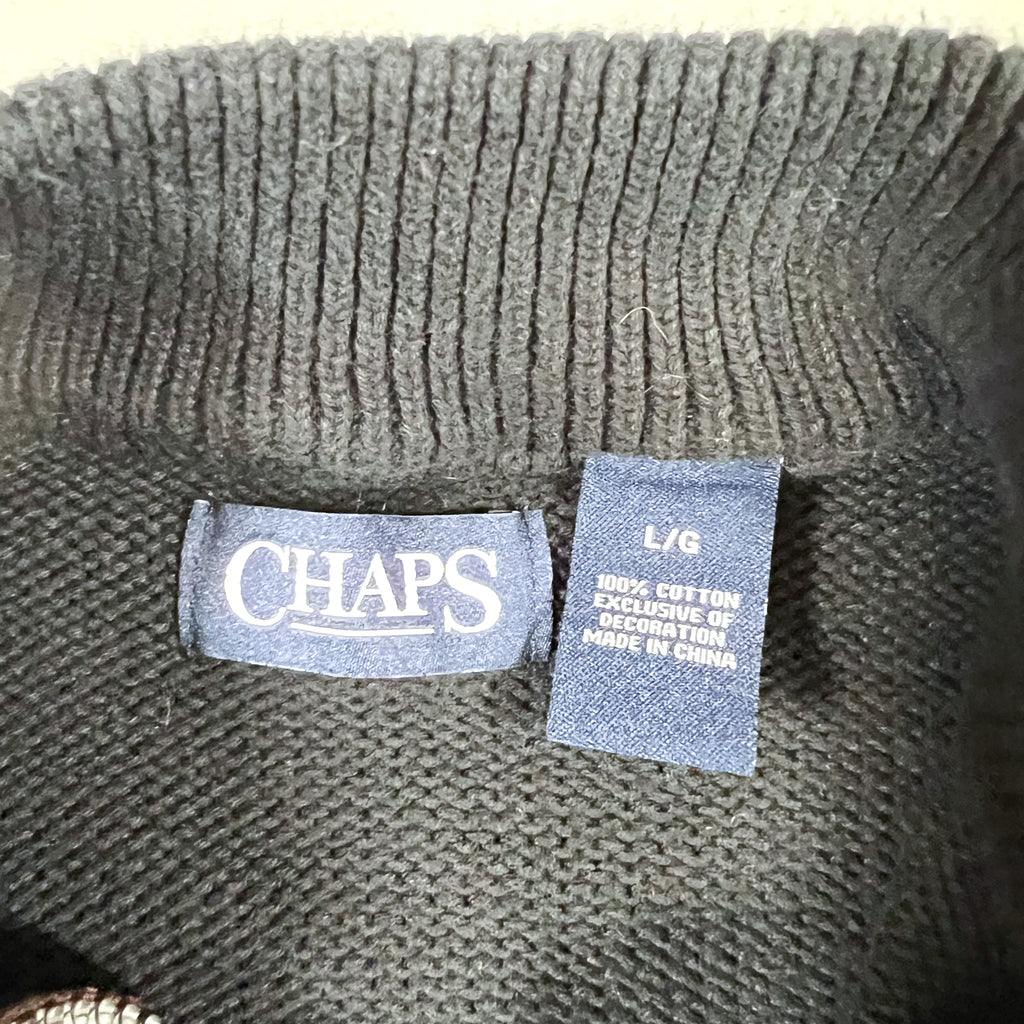 CHAPS
L/G
100% COTTON
EXCLUSIVE OF
DECORATION
MADE IN CHINA